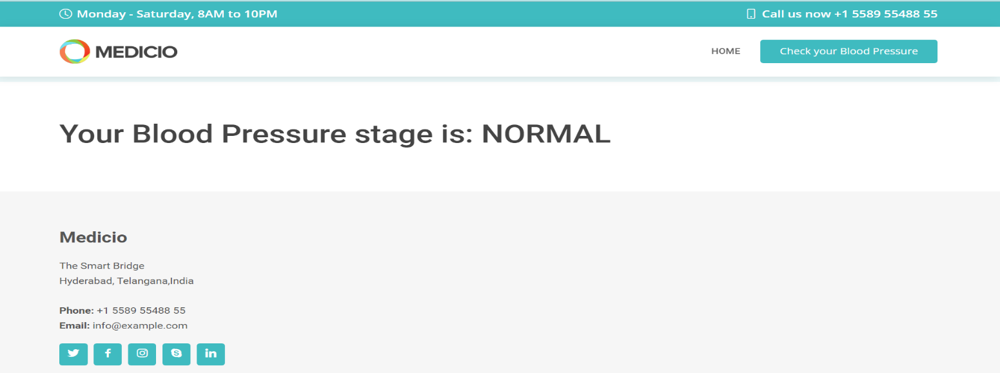 Monday - Saturday, 8AM to 10PM
Call us now +1 5589 55488 55
MEDICIO
HOME
Check your Blood Pressure
Your Blood Pressure stage is: NORMAL
Medicio
The Smart Bridge
Hyderabad, Telangana,India
Phone: +1 5589 55488 55
Email: info@example.com